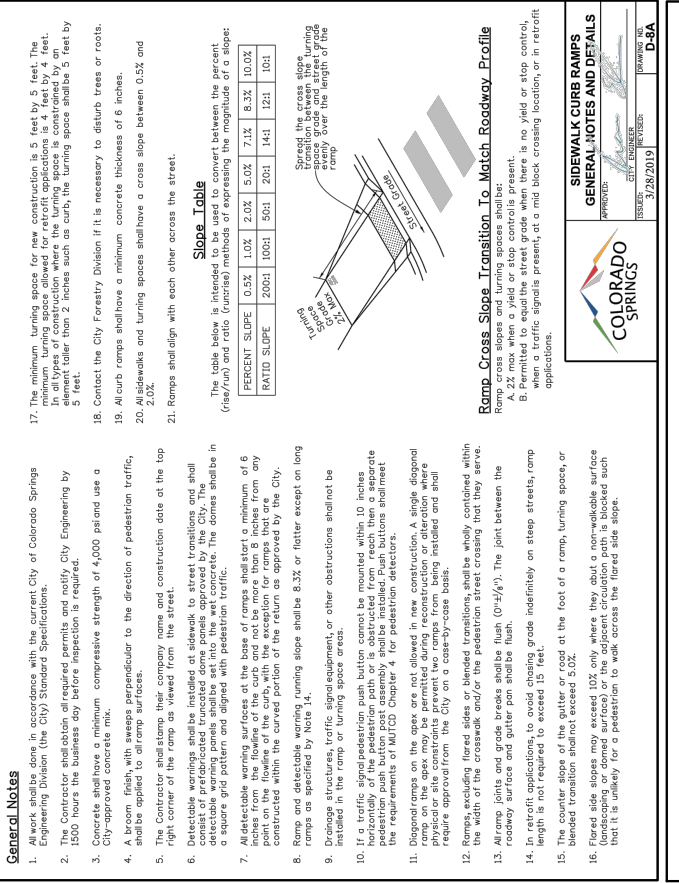 General Notes
1. All work shall be done in accordance with the current City of Colorado Springs
Engineering Division (the City) Standard Specifications.
2. The Contractor shall obtain all required permits and notify City Engineering by
1500 hours the business day before inspection is required.
3. Concrete shall have a minimum compressive strength of 4,000 psi and use a
City-approved concrete mix.
4. A broom finish, with sweeps perpendicular to the direction of pedestrian traffic,
shall be applied to all ramp surfaces.
5. The Contractor shall stamp their company name and construction date at the top
right corner of the ramp as viewed from the street.
6. Detectable warnings shall be installed at sidewalk to street transitions and shall
consist of prefabricated truncated dome panels approved by the City. The
detectable warning panels shall be set into the wet concrete. The domes shall be in
a square grid pattern and aligned with pedestrian traffic.
7. All detectable warning surfaces at the base of ramps shall start a minimum of 6
inches from the flowline of the curb and not be more than 8 inches from any
point on the flowline of the curb, with the exception for ramps that are
constructed within the curved portion of the return as approved by the City.
8. Ramp and detectable warning running slope shall be 8.3% or flatter except on long
ramps as specified by Note 14.
9. Drainage structures, traffic signal equipment, or other obstructions shall not be
installed in the ramp or turning space areas.
10. If a traffic signal pedestrian push button cannot be mounted within 10 inches
horizontally of the pedestrian path or is obstructed from reach then a separate
pedestrian push button post assembly shall be installed. Push buttons shall meet
the requirements of MUTCD Chapter 4 for pedestrian detectors.
11. Diagonal ramps on the apex are not allowed in new construction. A single diagonal
ramp on the apex may be permitted during reconstruction or alteration where
physical or site constraints prevent two ramps from being installed and shall
require approval from the City on a case-by-case basis.
12. Ramps, excluding flared sides or blended transitions, shall be wholly contained within
the width of the crosswalk and/or the pedestrian street crossing that they serve.
13. All ramp joints and grade breaks shall be flush (0"±1/8"). The joint between the
roadway surface and gutter pan shall be flush.
14. In retrofit applications, to avoid chasing grade indefinitely on steep streets, ramp
length is not required to exceed 15 feet.
15. The counter slope of the gutter or road at the foot of a ramp, turning space, or
blended transition shall not exceed 5.0%.
16. Flared side slopes may exceed 10% only where they abut a non-walkable surface
(landscaping or domed surface) or the adjacent circulation path is blocked such
that it is unlikely for a pedestrian to walk across the flared side slope.
17. The minimum turning space for new construction is 5 feet by 5 feet. The
minimum turning space allowed for retrofit applications is 4 feet by 4 feet.
In all types of construction where the turning space is constrained by an
element taller than 2 inches such as curb, the turning space shall be 5 feet by
5 feet.
18. Contact the City Forestry Division if it is necessary to disturb trees or roots.
19. All curb ramps shall have a minimum concrete thickness of 6 inches.
20. All sidewalks and turning spaces shall have a cross slope between 0.5% and
2.0%.
21. Ramps shall align with each other across the street.
Slope Table
The table below is intended to be used to convert between the percent
(rise/run) and ratio (run:rise) methods of expressing the magnitude of a slope:
PERCENT SLOPE 0.5% 1.0% 2.0% 5.0% 7.1% 8.3% 10.0%
RATIO SLOPE 200:1 100:1 50:1 20:1 14:1 12:1 10:1
Spread the cross slope
transition between the turning
space grade and street grade
evenly over the length of the
ramp
Turning
Space
Grade
2% Max
Street Grade
Ramp Cross Slope Transition To Match Roadway Profile
Ramp cross slopes and turning spaces shall be:
A. 2% max when a yield or stop control is present.
B. Permitted to equal the street grade when there is no yield or stop control,
when a traffic signal is present, at a mid block crossing location, or in retrofit
applications.
COLORADO
SPRINGS
SIDEWALK CURB RAMPS
GENERAL NOTES AND DETAILS
APPROVED:
CITY ENGINEER
ISSUED: 3/28/2019
REVISED:
DRAWING NO. D-8A